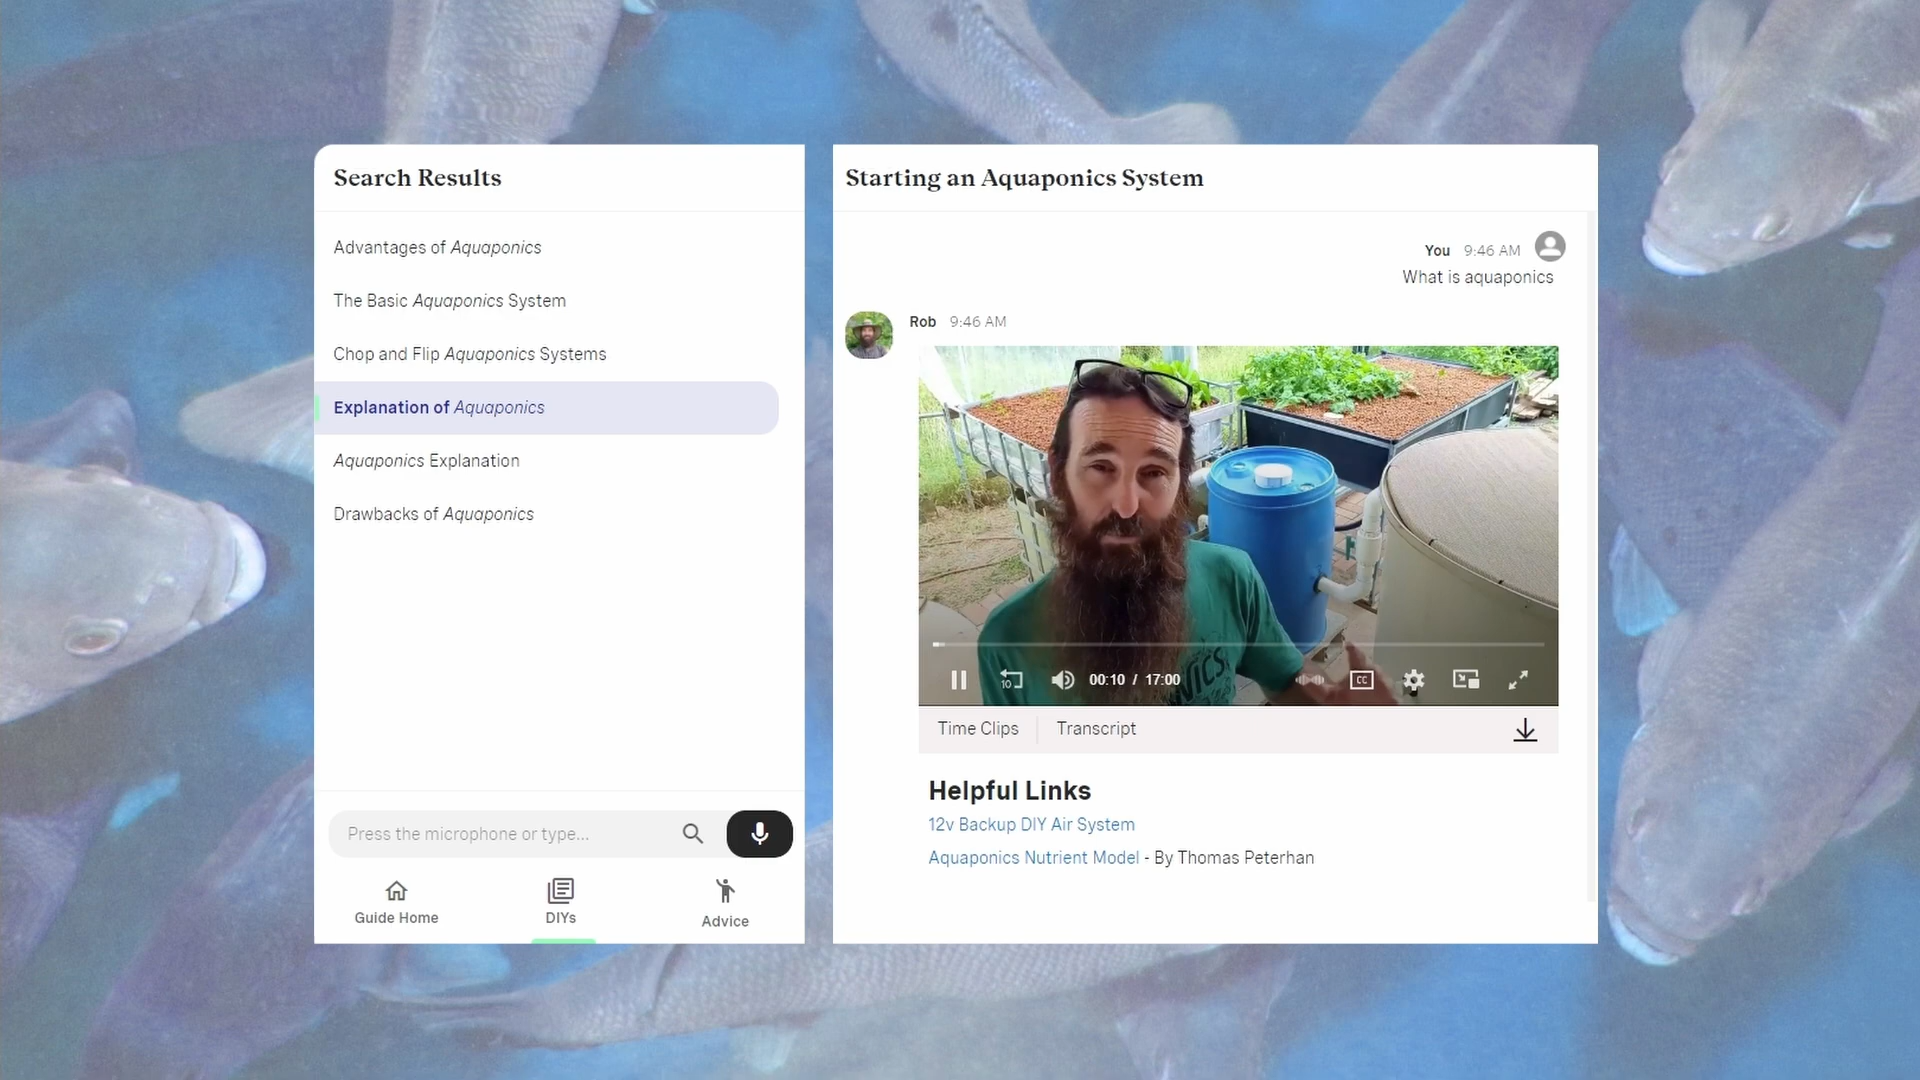 Search Results
Advantages of Aquaponics
The Basic Aquaponics System
Chop and Flip Aquaponics Systems
Explanation of Aquaponics
Aquaponics Explanation
Drawbacks of Aquaponics
Press the microphone or type...
Guide Home
DIYs
Advice
Starting an Aquaponics System
You 9:46 AM
What is aquaponics
Rob 9:46 AM
10
00:10 / 17:00
CC
Time Clips
Transcript
Helpful Links
12v Backup DIY Air System
Aquaponics Nutrient Model - By Thomas Peterhan